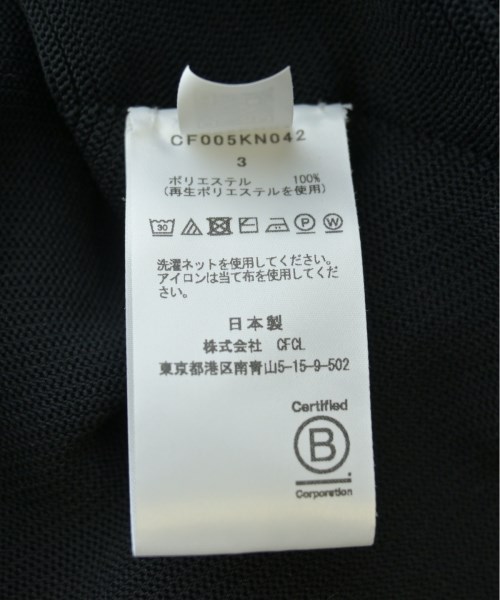 CF005KN042
3
ポリエステル 100%
(再生ポリエステルを使用)
30 P W
洗濯ネットを使用してください。
アイロンは当て布を使用してくだ
さい。
日本製
株式会社 CFCL
東京都港区南青山5-15-9-502
Certified
B
Corporation